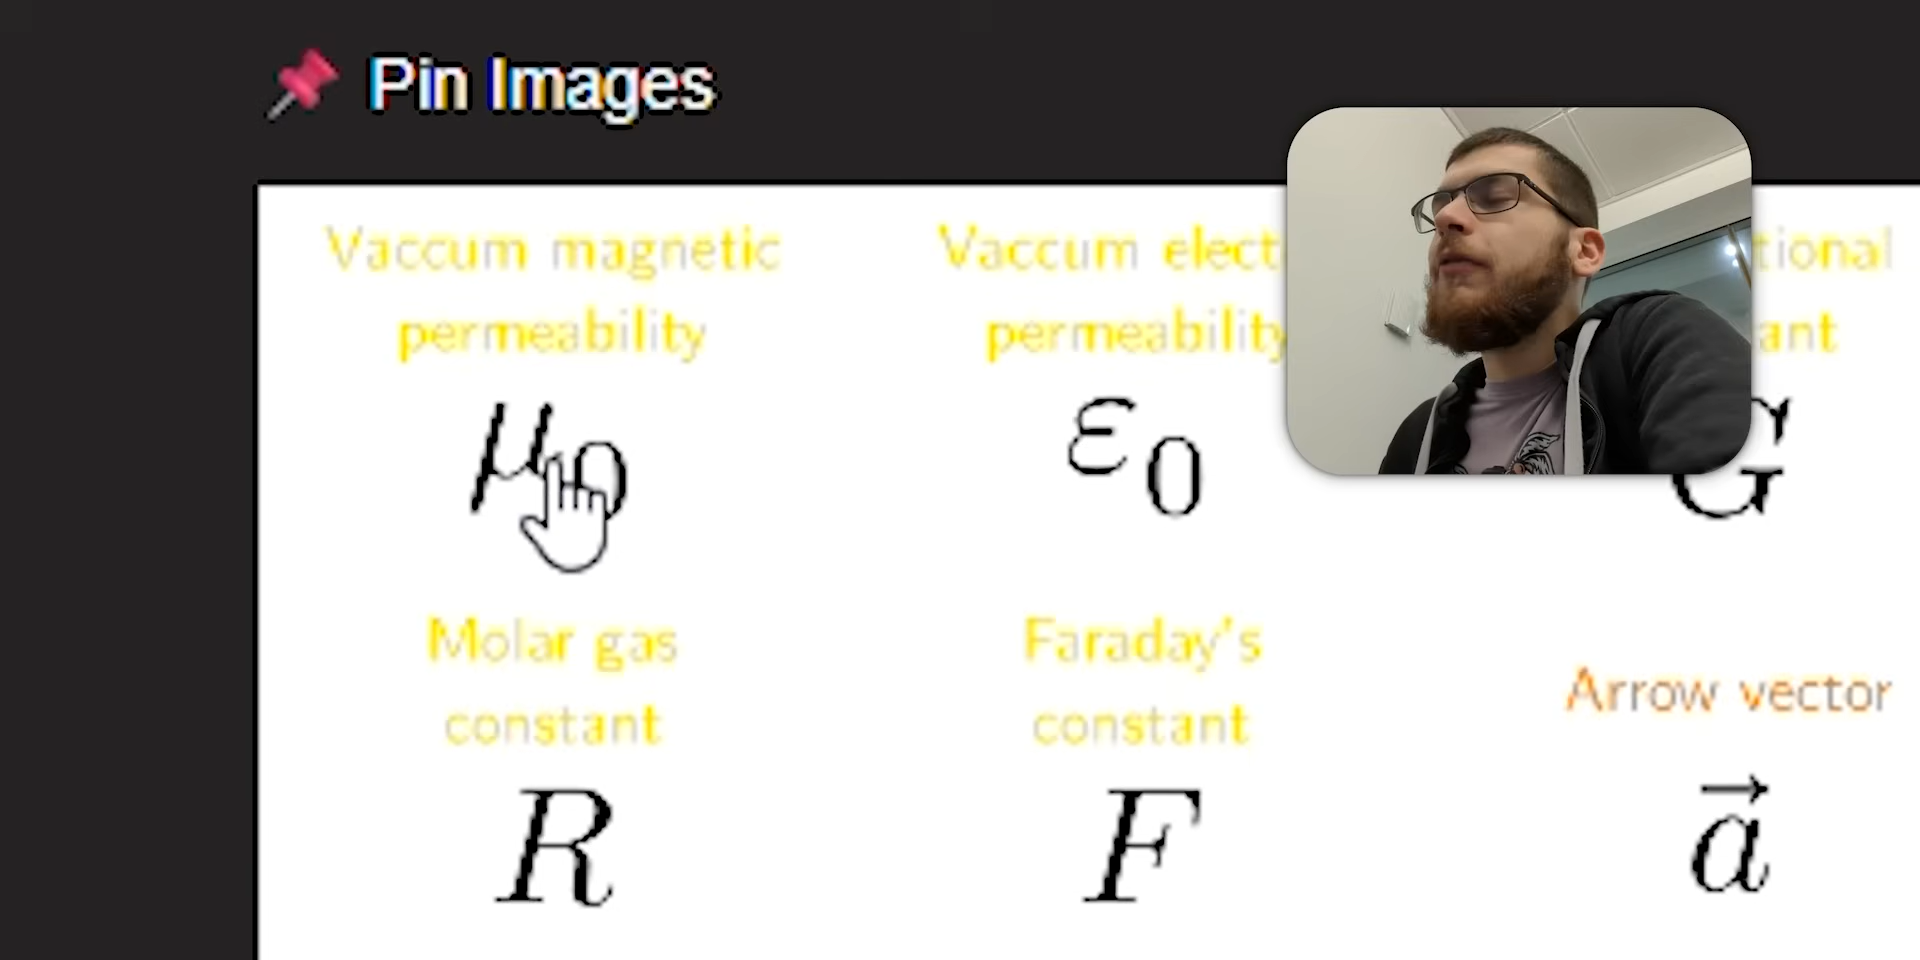 📌 Pin Images
Vaccum magnetic
permeability
Vaccum elect
permeability
tional
ant
μ0
ε0
G
Molar gas
constant
Faraday's
constant
Arrow vector
R
F
a⃗